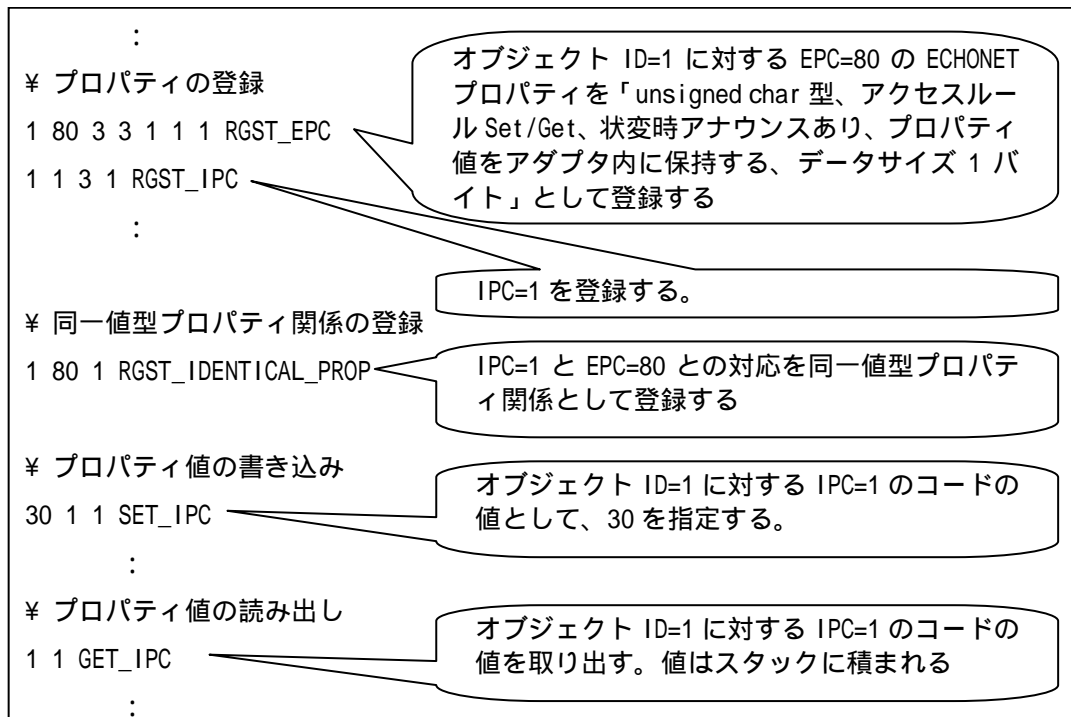 :
¥ プロパティの登録
1 80 3 3 1 1 1 RGST_EPC
1 1 3 1 RGST_IPC
:
オブジェクト ID=1 に対する EPC=80 の ECHONET
プロパティを「unsigned char 型、アクセスルー
ル Set/Get、状変時アナウンスあり、プロパティ
値をアダプタ内に保持する、データサイズ 1 バ
イト」として登録する
IPC=1 を登録する。
¥ 同一値型プロパティ関係の登録
1 80 1 RGST_IDENTICAL_PROP
IPC=1 と EPC=80 との対応を同一値型プロパテ
ィ関係として登録する
¥ プロパティ値の書き込み
30 1 1 SET_IPC
:
オブジェクト ID=1 に対する IPC=1 のコードの
値として、30 を指定する。
¥ プロパティ値の読み出し
1 1 GET_IPC
:
オブジェクト ID=1 に対する IPC=1 のコードの
値を取り出す。値はスタックに積まれる